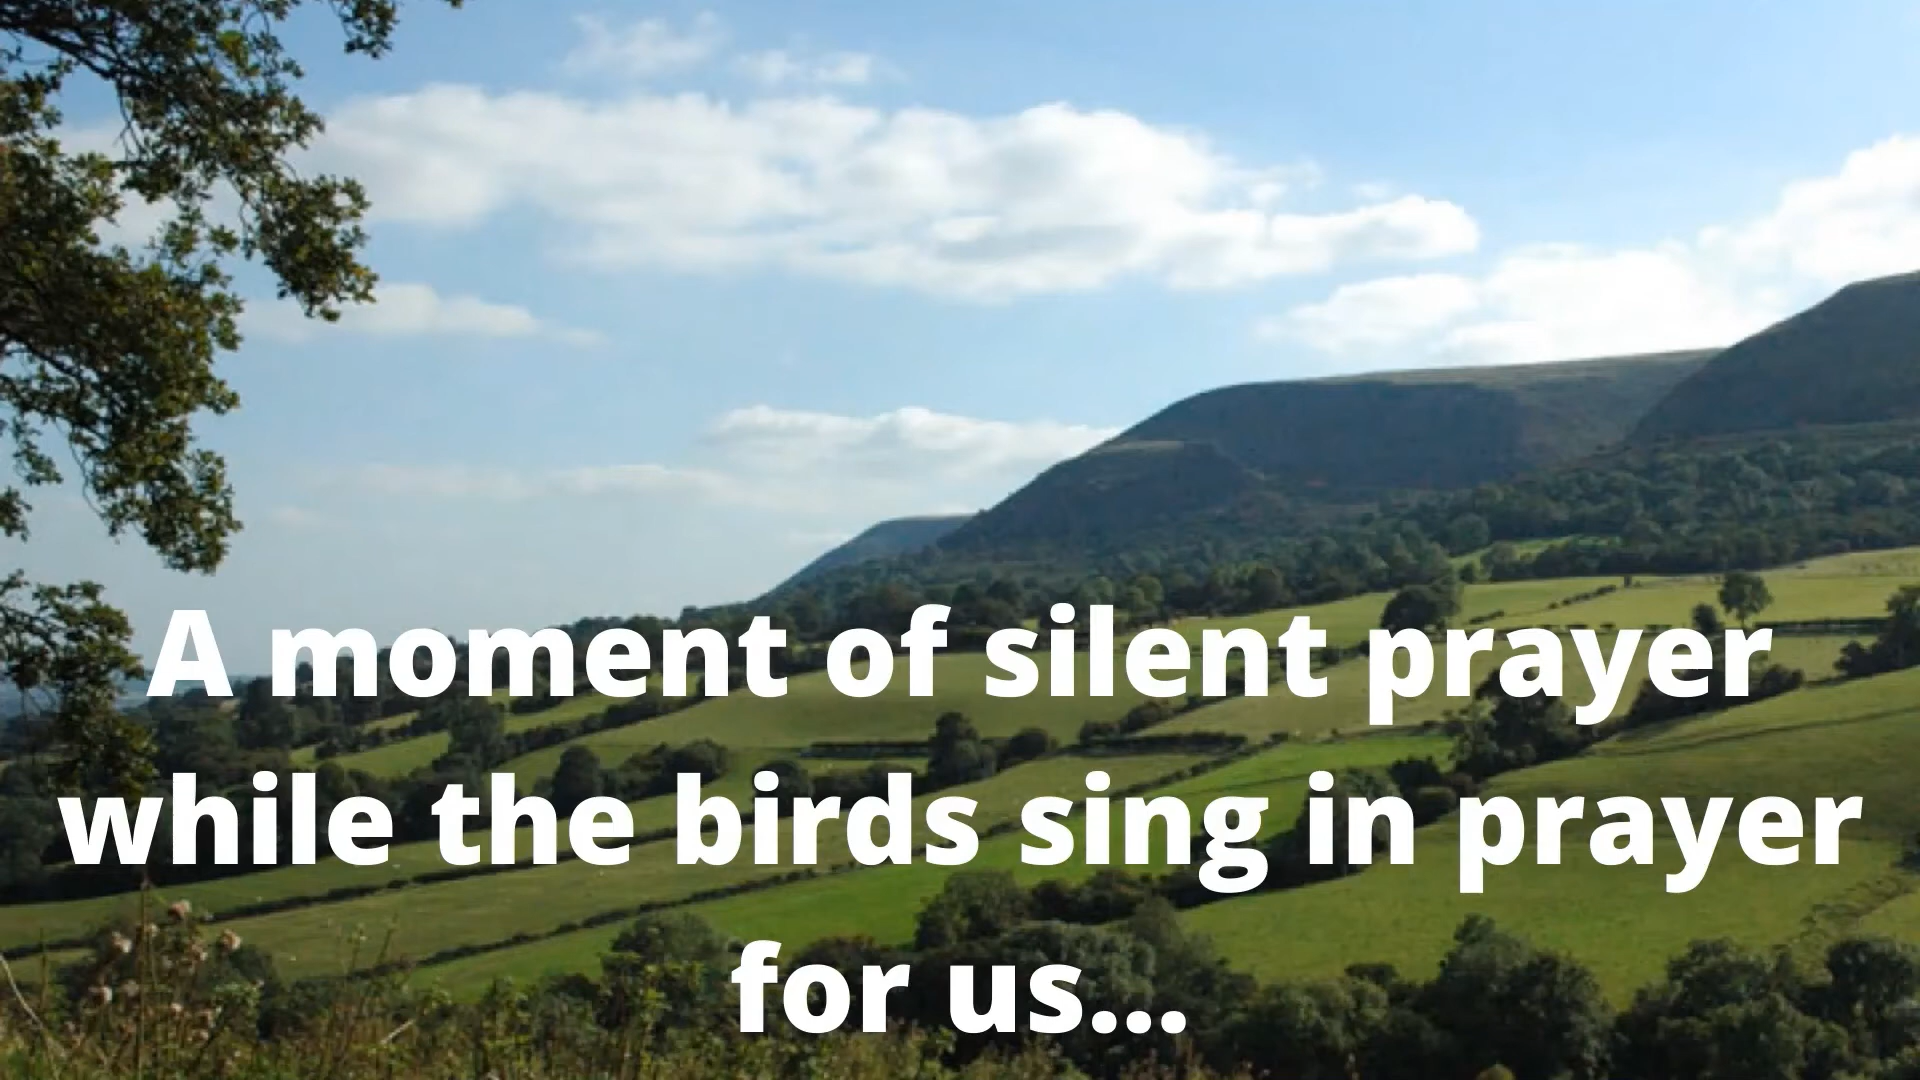 A moment of silent prayer
while the birds sing in prayer
for us...